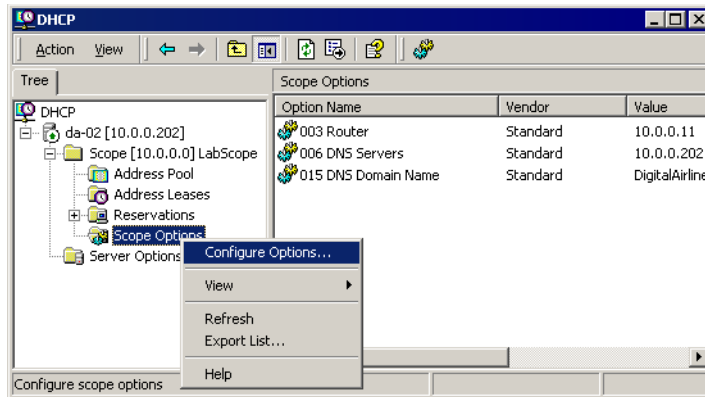 DHCP
Action View
Tree
Scope Options
DHCP
da-02 [10.0.0.202]
Scope [10.0.0.0] LabScope
Address Pool
Address Leases
Reservations
Scope Options
Server Options
Option Name Vendor Value
003 Router Standard 10.0.0.11
006 DNS Servers Standard 10.0.0.202
015 DNS Domain Name Standard DigitalAirline
Configure Options...
View
Refresh
Export List...
Help
Configure scope options